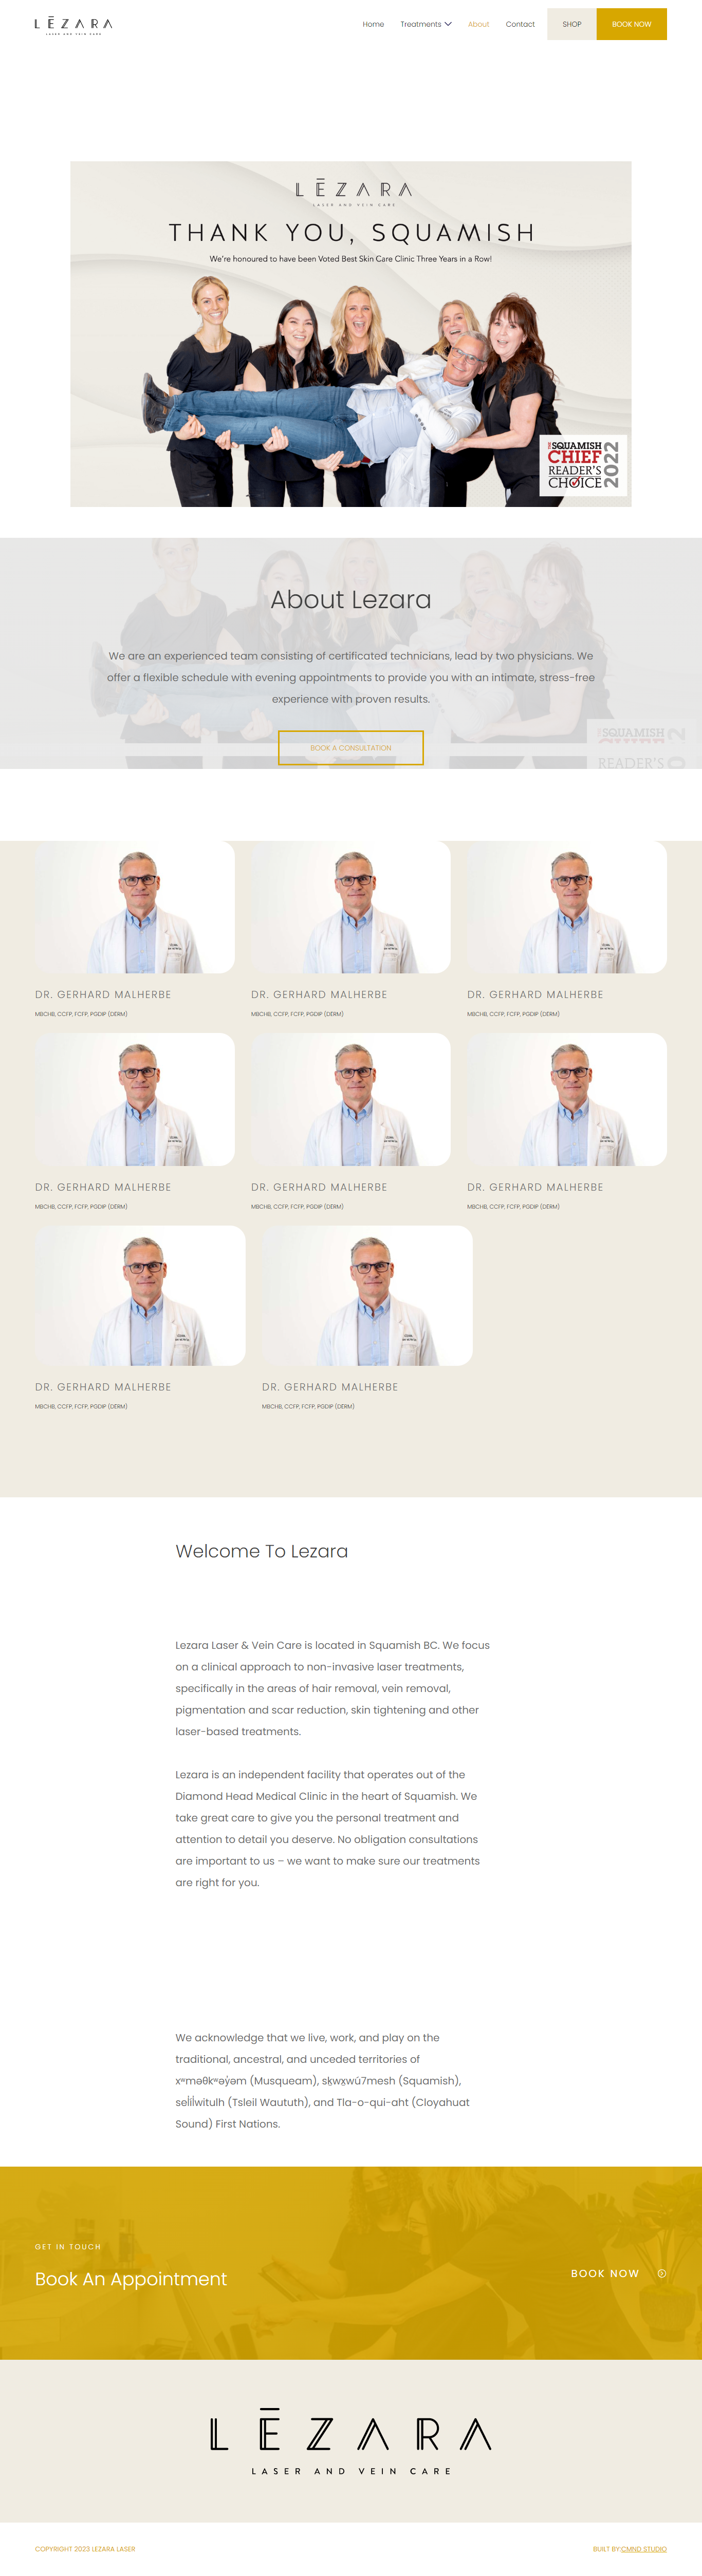 LĒZARA
LASER AND VEIN CARE
Home Treatments About Contact SHOP BOOK NOW
LĒZARA
LASER AND VEIN CARE
THANK YOU, SQUAMISH
We're honoured to have been Voted Best Skin Care Clinic Three Years in a Row!
THE SQUAMISH
CHIEF
READER'S
CHOICE
2022
About Lezara
We are an experienced team consisting of certificated technicians, lead by two physicians. We
offer a flexible schedule with evening appointments to provide you with an intimate, stress-free
experience with proven results.
SQUAMISH
READER'S
BOOK A CONSULTATION
DR. GERHARD MALHERBE
MBCHB, CCFP, FCFP, PGDIP (DERM)
DR. GERHARD MALHERBE
MBCHB, CCFP, FCFP, PGDIP (DERM)
DR. GERHARD MALHERBE
MBCHB, CCFP, FCFP, PGDIP (DERM)
DR. GERHARD MALHERBE
MBCHB, CCFP, FCFP, PGDIP (DERM)
DR. GERHARD MALHERBE
MBCHB, CCFP, FCFP, PGDIP (DERM)
DR. GERHARD MALHERBE
MBCHB, CCFP, FCFP, PGDIP (DERM)
DR. GERHARD MALHERBE
MBCHB, CCFP, FCFP, PGDIP (DERM)
DR. GERHARD MALHERBE
MBCHB, CCFP, FCFP, PGDIP (DERM)
Welcome To Lezara
Lezara Laser & Vein Care is located in Squamish BC. We focus
on a clinical approach to non-invasive laser treatments,
specifically in the areas of hair removal, vein removal,
pigmentation and scar reduction, skin tightening and other
laser-based treatments.
Lezara is an independent facility that operates out of the
Diamond Head Medical Clinic in the heart of Squamish. We
take great care to give you the personal treatment and
attention to detail you deserve. No obligation consultations
are important to us – we want to make sure our treatments
are right for you.
We acknowledge that we live, work, and play on the
traditional, ancestral, and unceded territories of
xʷməθkʷəy̓əm (Musqueam), sḵwx̱wú7mesh (Squamish),
sel̓íl̓witulh (Tsleil Waututh), and Tla-o-qui-aht (Cloyahuat
Sound) First Nations.
GET IN TOUCH
Book An Appointment
BOOK NOW
LĒZARA
LASER AND VEIN CARE
COPYRIGHT 2023 LEZARA LASER
BUILT BY:CMND STUDIO